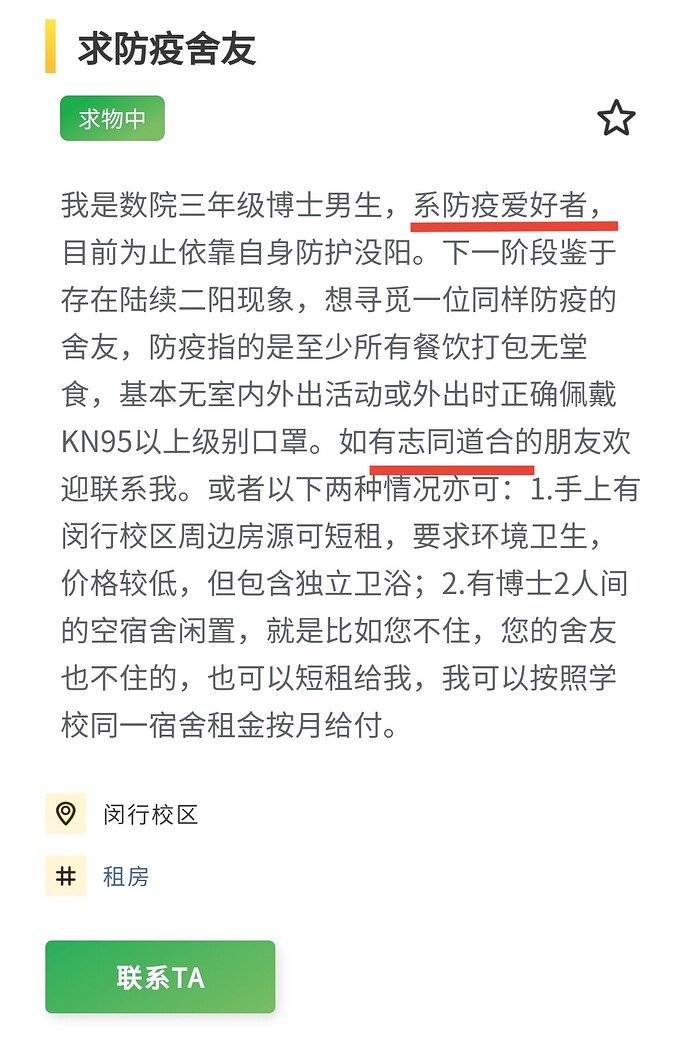 求防疫舍友
求物中
我是数院三年级博士男生，系防疫爱好者，
目前为止依靠自身防护没阳。下一阶段鉴于
存在陆续二阳现象，想寻觅一位同样防疫的
舍友，防疫指的是至少所有餐饮打包无堂
食，基本无室内外出活动或外出时正确佩戴
KN95以上级别口罩。如有志同道合的朋友欢
迎联系我。或者以下两种情况亦可：1.手上有
闵行校区周边房源可短租，要求环境卫生，
价格较低，但包含独立卫浴；2.有博士2人间
的空宿舍闲置，就是比如您不住，您的舍友
也不住的，也可以短租给我，我可以按照学
校同一宿舍租金按月给付。
闵行校区
租房
联系TA